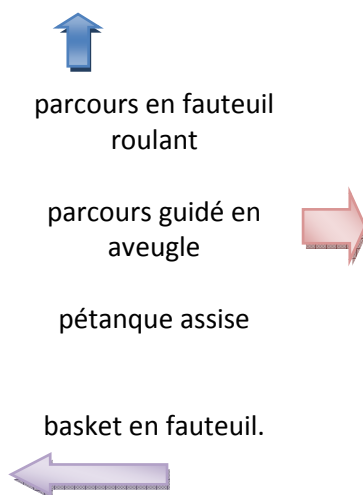 parcours en fauteuil
roulant
parcours guidé en
aveugle
pétanque assise
basket en fauteuil.